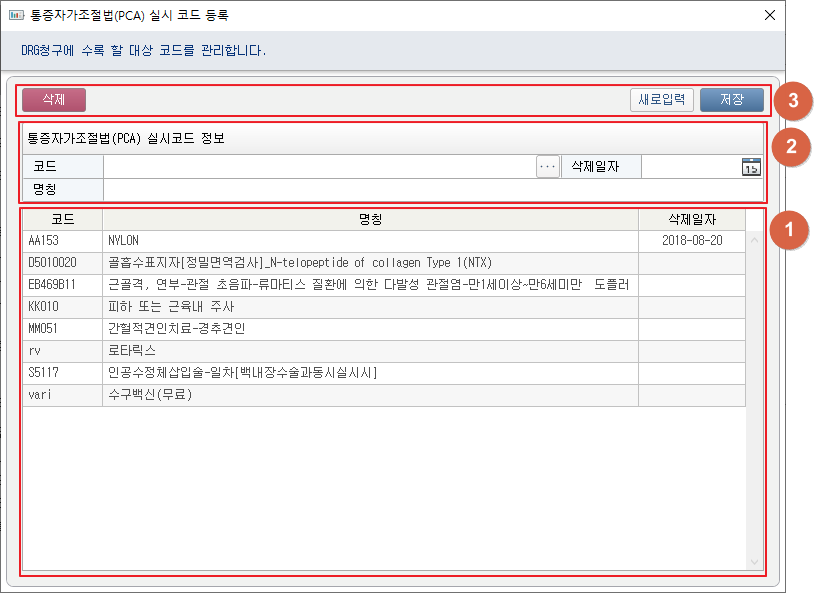 통증자가조절법(PCA) 실시 코드 등록
DRG청구에 수록 할 대상 코드를 관리합니다.
삭제 새로입력 저장 3
통증자가조절법(PCA) 실시코드 정보 2
코드 ... 삭제일자 15
명칭
코드 명칭 삭제일자 1
AA153 NYLON 2018-08-20
D5010020 골흡수표지자[정밀면역검사]_N-telopeptide of collagen Type 1(NTX)
EB469B11 근골격, 연부-관절 초음파-류마티스 질환에 의한 다발성 관절염-만1세이상~만6세미만 도플러
KK010 피하 또는 근육내 주사
MM051 간헐적견인치료-경추견인
rv 로타릭스
S5117 인공수정체삽입술-일차[백내장수술과동시실시시]
vari 수구백신(무료)